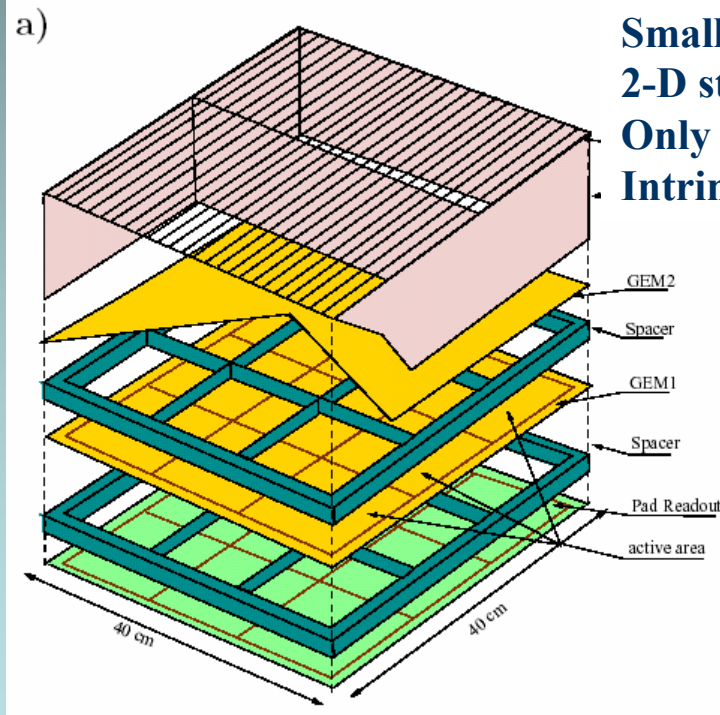 a)
Small
2-D st
Only
Intrin
GEM2
Spacer
GEM1
Spacer
Pad Readout
active area
40 cm
40 cm